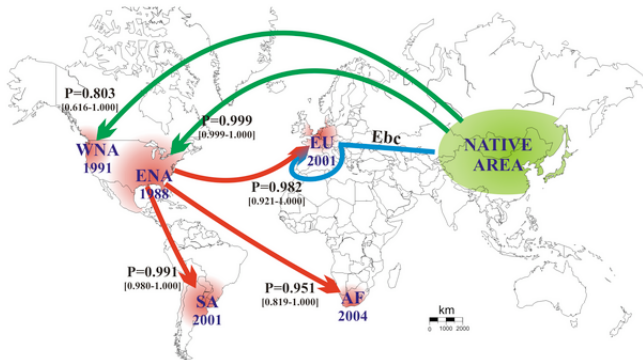 P=0.803
[0.616-1.000]
P=0.999
[0.999-1.000]
WNA
1991
ENA
1988
EU
2001
Ebc
NATIVE
AREA
P=0.982
[0.921-1.000]
P=0.991
[0.980-1.000]
SA
2001
P=0.951
[0.819-1.000]
AF
2004
km
0 1000 2000